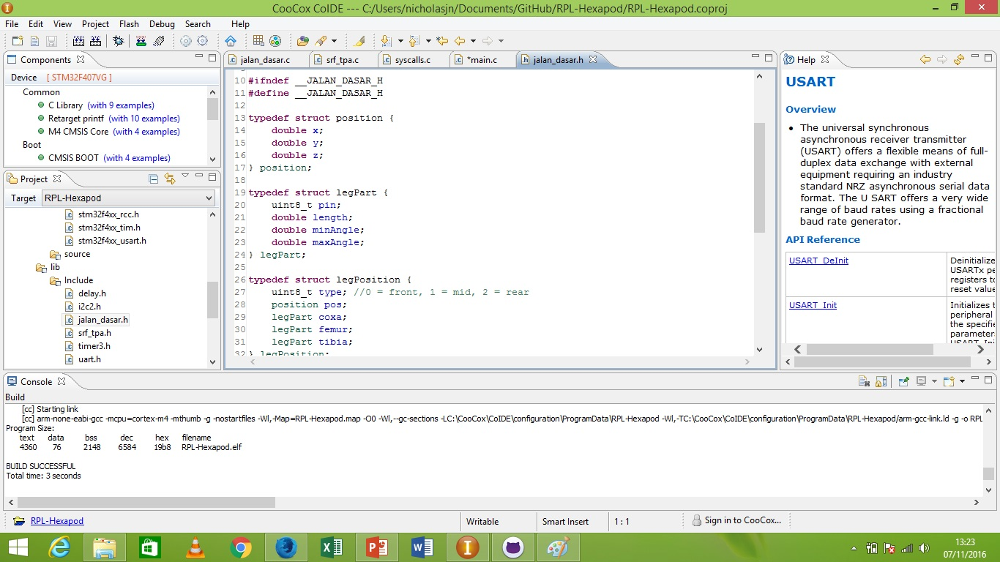 CooCox CoIDE --- C:/Users/nicholasjn/Documents/GitHub/RPL-Hexapod/RPL-Hexapod.coproj
File Edit View Project Flash Debug Search Help
Components
Device [ STM32F407VG ]
Common
C Library (with 9 examples)
Retarget printf (with 10 examples)
M4 CMSIS Core (with 4 examples)
Boot
CMSIS BOOT (with 4 examples)
Project
Target RPL-Hexapod
stm32f4xx_rcc.h
stm32f4xx_tim.h
stm32f4xx_usart.h
source
lib
Include
delay.h
i2c2.h
jalan_dasar.h
srf_tpa.h
timer3.h
uart.h
jalan_dasar.c srf_tpa.c syscalls.c *main.c jalan_dasar.h
10 #ifndef __JALAN_DASAR_H
11 #define __JALAN_DASAR_H
12
13 typedef struct position {
14 double x;
15 double y;
16 double z;
17 } position;
18
19 typedef struct legPart {
20 uint8_t pin;
21 double length;
22 double minAngle;
23 double maxAngle;
24 } legPart;
25
26 typedef struct legPosition {
27 uint8_t type; //0 = front, 1 = mid, 2 = rear
28 position pos;
29 legPart coxa;
30 legPart femur;
31 legPart tibia;
32 } legPosition;
Help
USART
Overview
The universal synchronous
asynchronous receiver transmitter
(USART) offers a flexible means of full-
duplex data exchange with external
equipment requiring an industry
standard NRZ asynchronous serial data
format. The U SART offers a very wide
range of baud rates using a fractional
baud rate generator.
API Reference
USART_DeInit
Deinitialize
USARTx pe
registers to
reset value
USART_Init
Initializes t
peripheral
the specifie
parameter
USART_Ini
Console
Build
[cc] Starting link
[cc] arm-none-eabi-gcc -mcpu=cortex-m4 -mthumb -g -nostartfiles -Wl,-Map=RPL-Hexapod.map -O0 -Wl,--gc-sections -LC:\CooCox\CoIDE\configuration\ProgramData\RPL-Hexapod -Wl,-TC:\CooCox\CoIDE\configuration\ProgramData\RPL-Hexapod/arm-gcc-link.ld -g -o RPL
Program Size:
text data bss dec hex filename
4360 76 2148 6584 19b8 RPL-Hexapod.elf
BUILD SUCCESSFUL
Total time: 3 seconds
RPL-Hexapod Writable Smart Insert 1 : 1 Sign in to CooCox...
13:23
07/11/2016